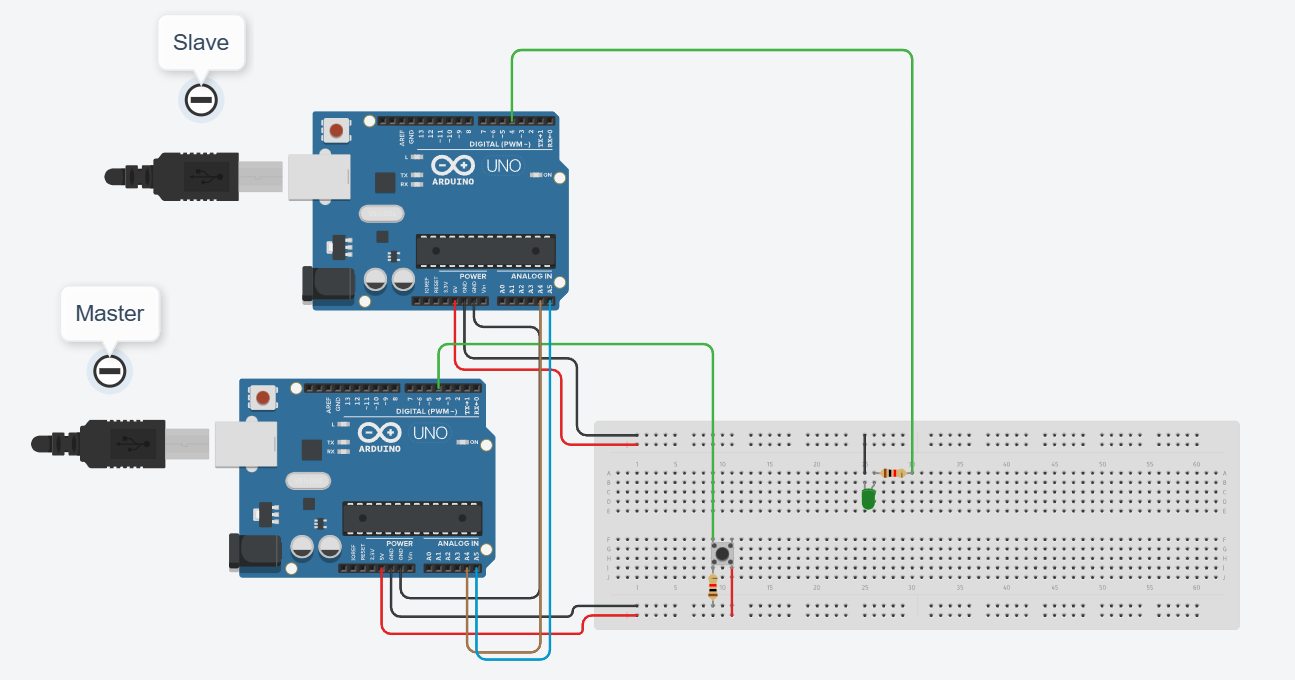 Slave
AREF
GND
13
12
~11
~10
~9
8
7
~6
~5
4
~3
2
TX→1
RX←0
DIGITAL (PWM~)
L
TX
RX
UNO
ARDUINO
ON
POWER
ANALOG IN
IOREF
RESET
3.3V
5V
GND
GND
Vin
A0
A1
A2
A3
A4
A5
Master
AREF
GND
13
12
~11
~10
~9
8
7
~6
~5
4
~3
2
TX→1
RX←0
DIGITAL (PWM~)
L
TX
RX
UNO
ARDUINO
ON
POWER
ANALOG IN
IOREF
RESET
3.3V
5V
GND
GND
Vin
A0
A1
A2
A3
A4
A5
1 5 10 15 20 25 30 35 40 45 50 55 60
A A
B B
C C
D D
E E
F F
G G
H H
I I
J J
1 5 10 15 20 25 30 35 40 45 50 55 60